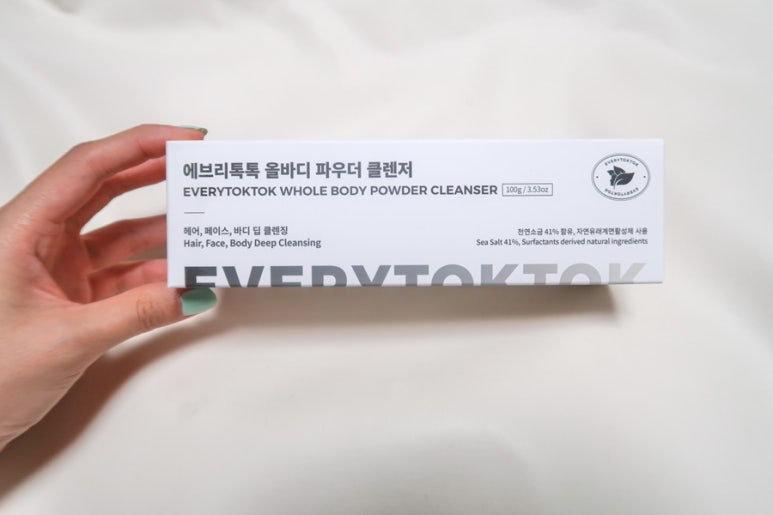 에브리톡톡 올바디 파우더 클렌저
EVERYTOKTOK WHOLE BODY POWDER CLEANSER 100g / 3.53oz
헤어, 페이스, 바디 딥 클렌징
Hair, Face, Body Deep Cleansing
EVERYTOKTOK
EVERYTOKTOK
천연소금 41% 함유, 자연유래계면활성제 사용
Sea Salt 41%, Surfactants derived natural ingredients
EVERYTOKTOK